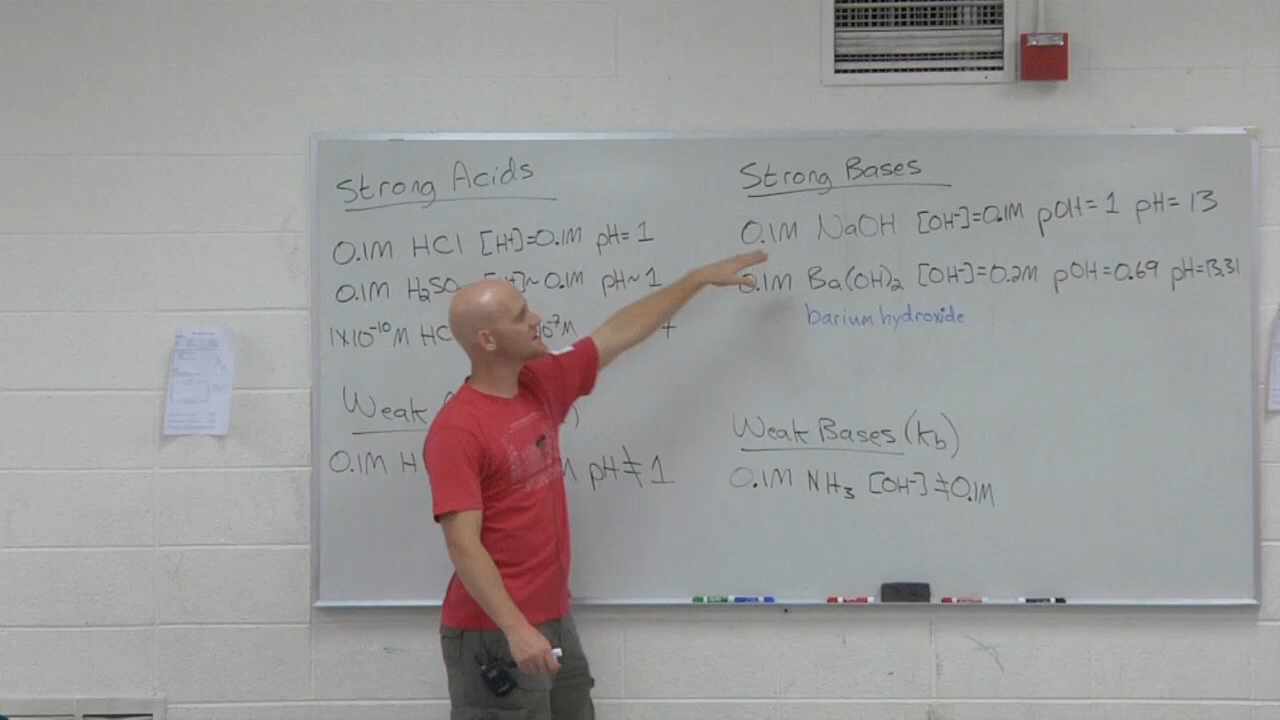 Strong Acids
0.1M HCl [H+]=0.1M pH=1
0.1M H₂SO [H+]~0.1M pH~1
1X10⁻¹⁰M HC 10⁻⁷M +
Weak
0.1M H M pH≠1
Strong Bases
0.1M NaOH [OH-]=0.1M pOH=1 pH=13
0.1M Ba(OH)₂ [OH-]=0.2M pOH=0.69 pH=13.31
barium hydroxide
Weak Bases (Kb)
0.1M NH₃ [OH-]≠0.1M